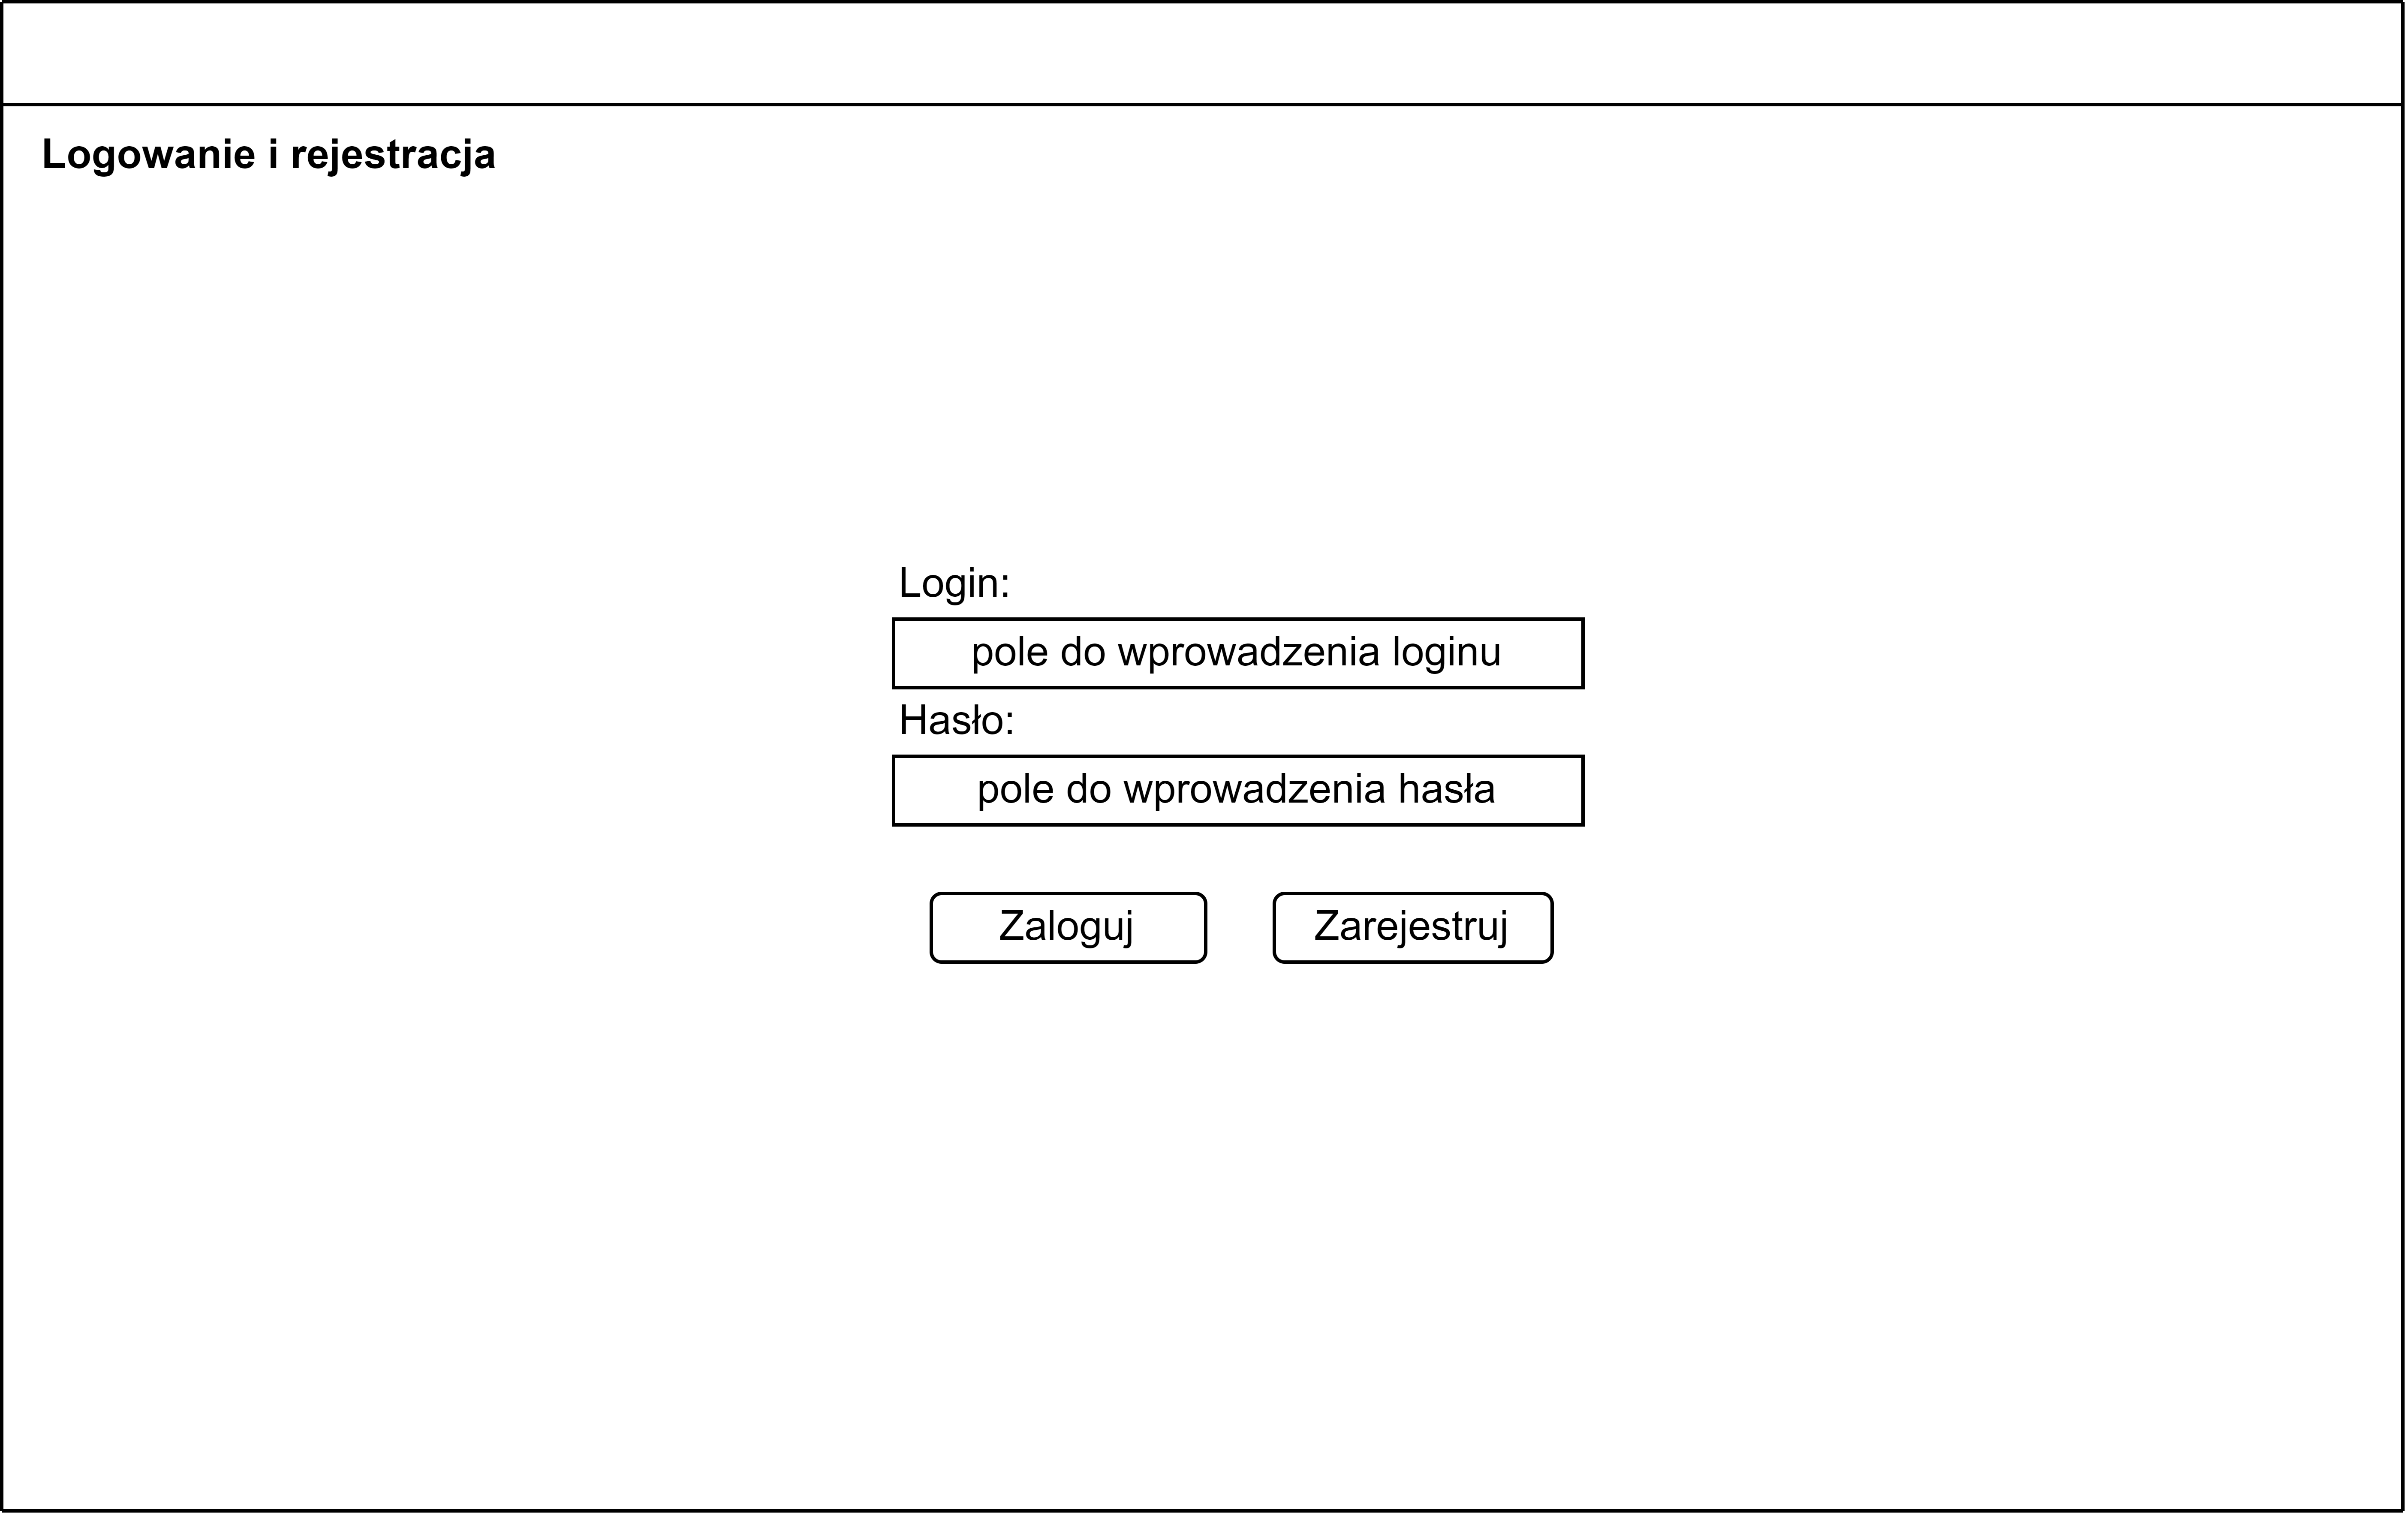 Logowanie i rejestracja
Login:
pole do wprowadzenia loginu
Hasło:
pole do wprowadzenia hasła
Zaloguj
Zarejestruj